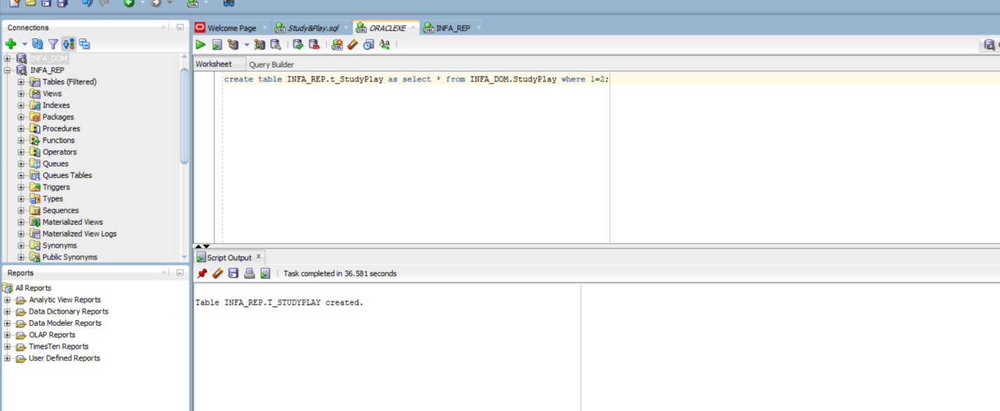 Connections
INFA_DOM
INFA_REP
Tables (Filtered)
Views
Indexes
Packages
Procedures
Functions
Operators
Queues
Queues Tables
Triggers
Types
Sequences
Materialized Views
Materialized View Logs
Synonyms
Public Synonyms
Reports
All Reports
Analytic View Reports
Data Dictionary Reports
Data Modeler Reports
OLAP Reports
TimesTen Reports
User Defined Reports
Welcome Page Study&Play.sql ORACLEXE INFA_REP
Worksheet Query Builder
create table INFA_REP.t_StudyPlay as select * from INFA_DOM.StudyPlay where 1=2;
Script Output
Task completed in 36.581 seconds
Table INFA_REP.T_STUDYPLAY created.